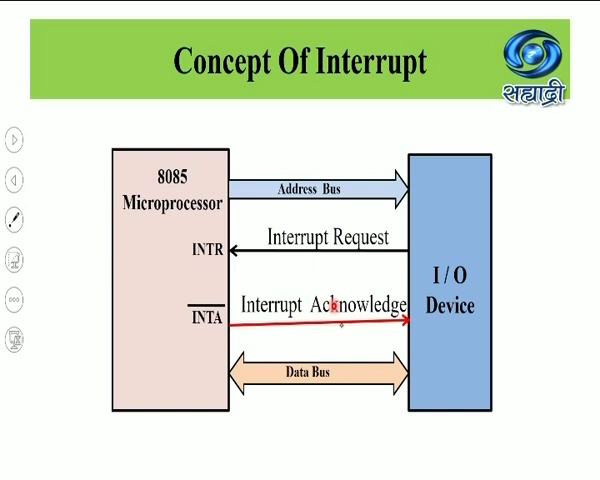 Concept Of Interrupt
सह्याद्री
8085
Microprocessor
Address Bus
INTR
Interrupt Request
I / O
Device
INTA
Interrupt Acknowledge
Data Bus